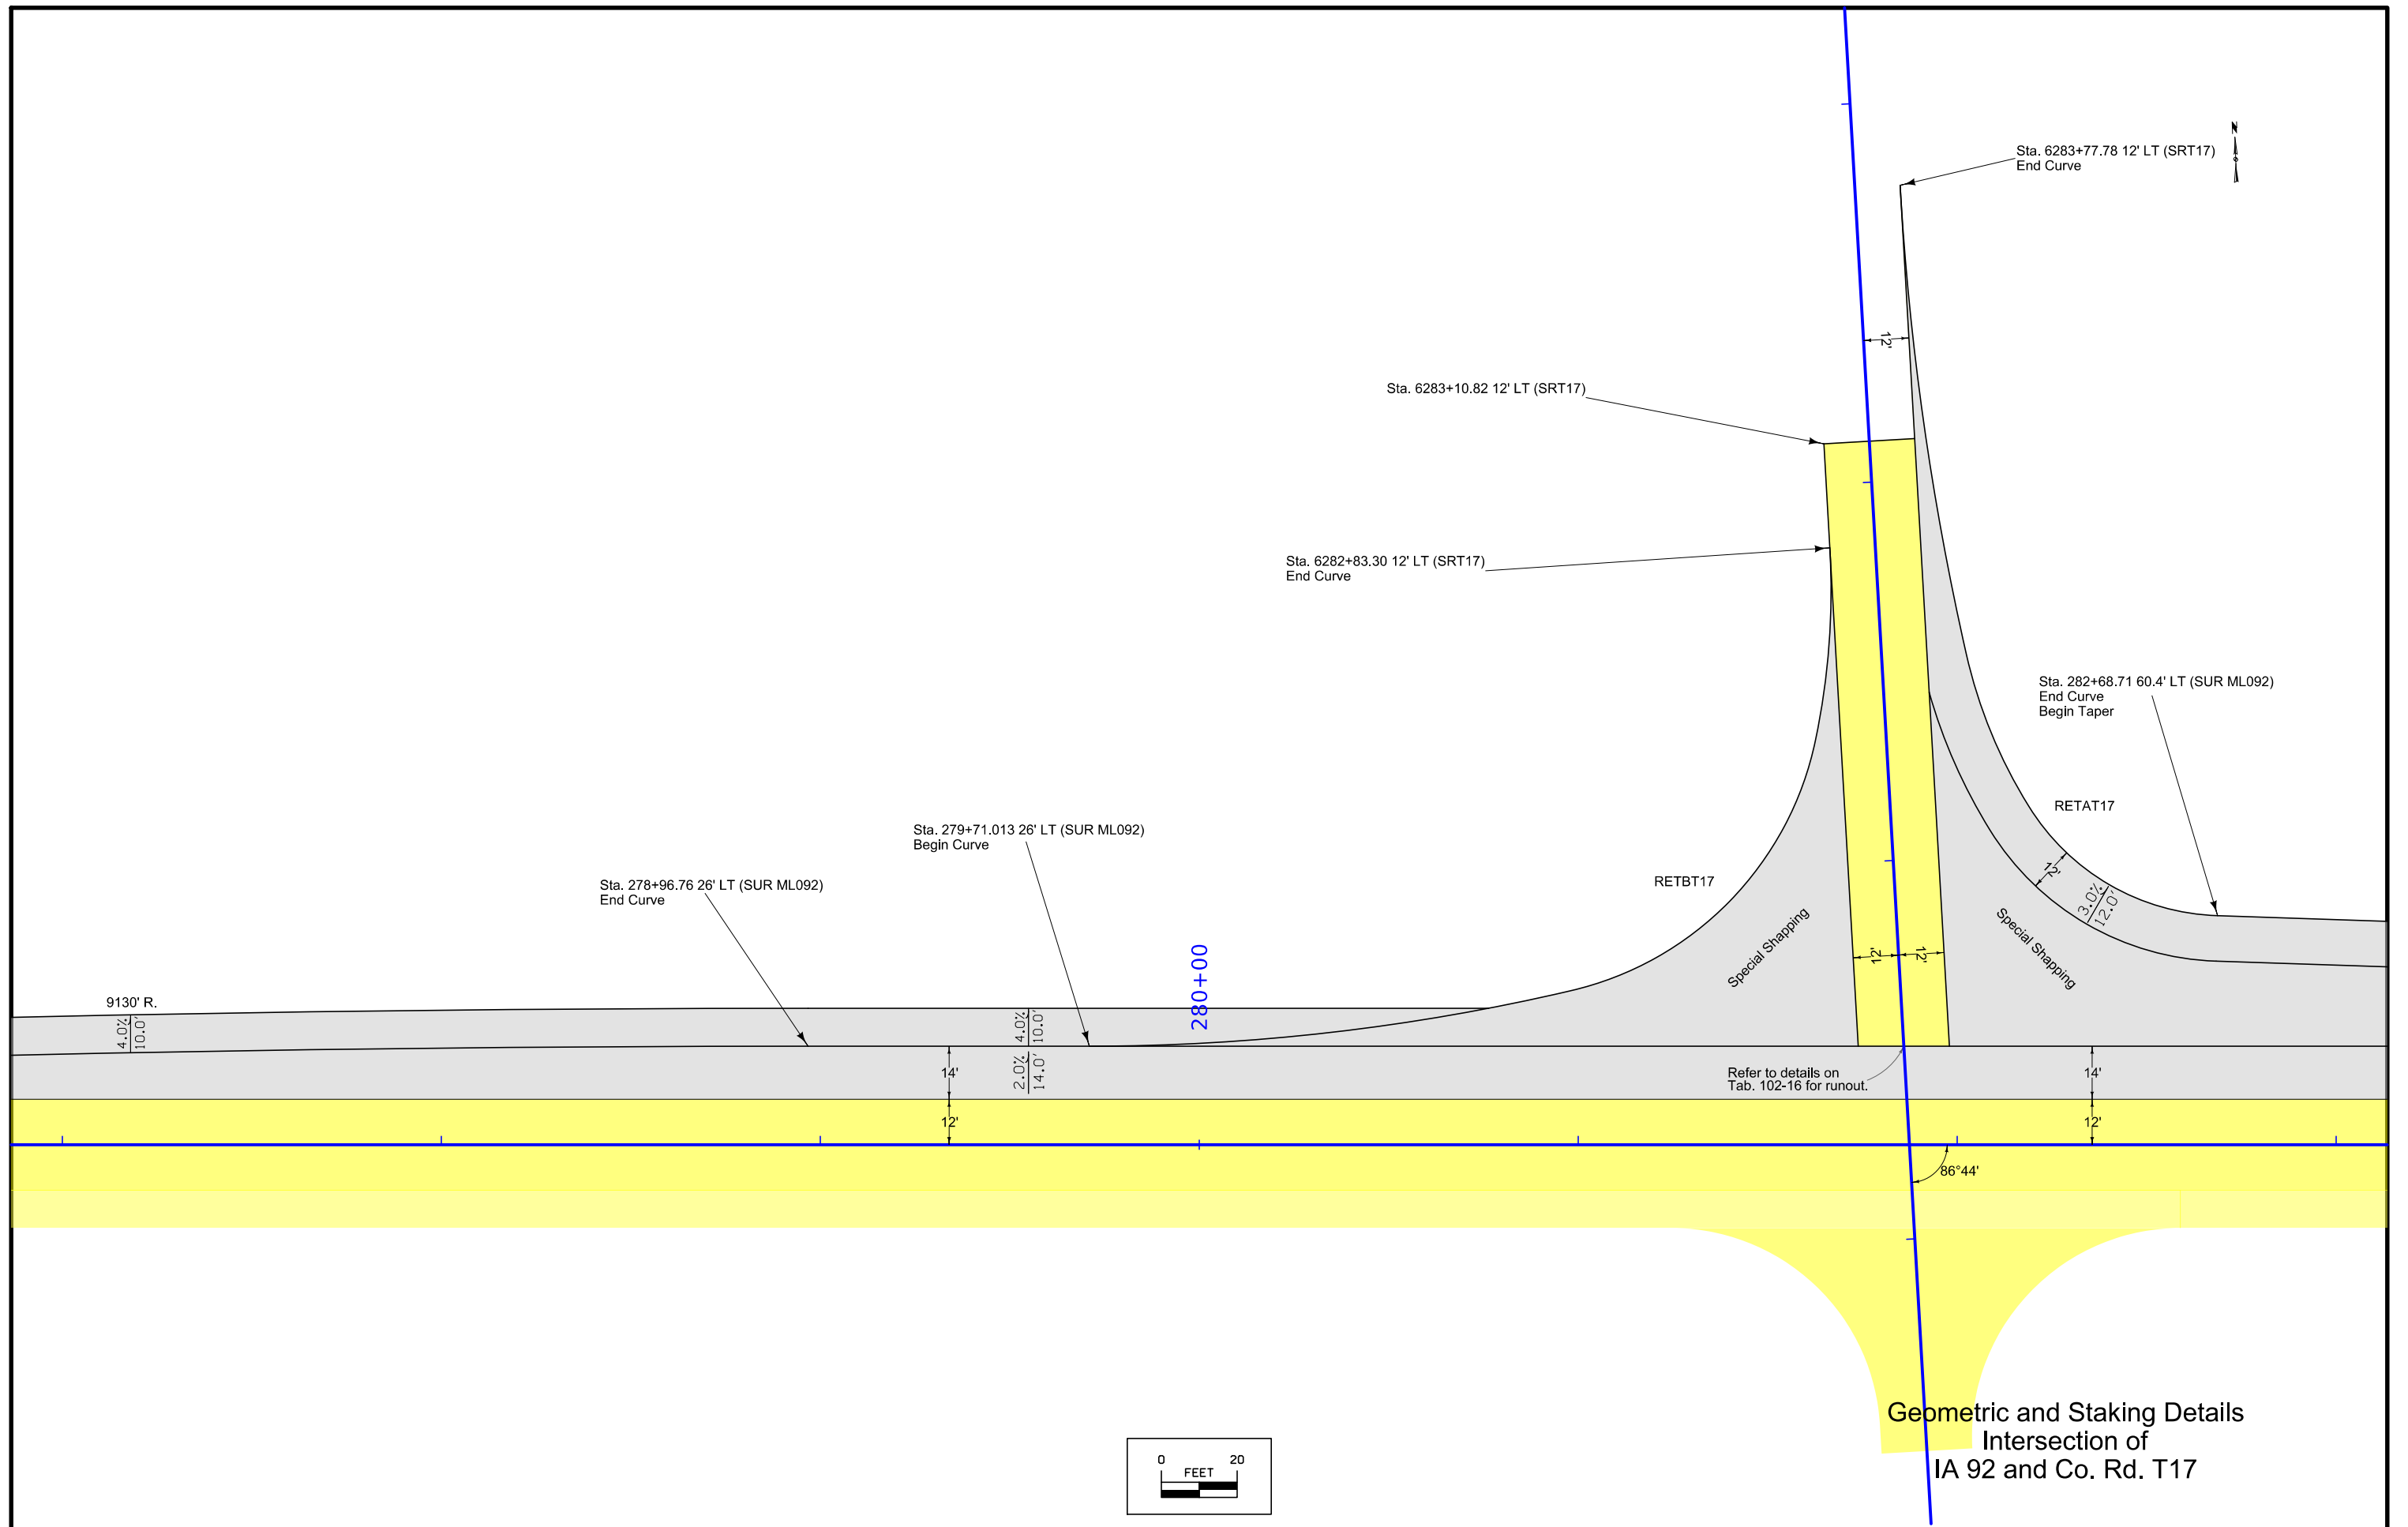 N
Sta. 6283+77.78 12' LT (SRT17)
End Curve
12'
Sta. 6283+10.82 12' LT (SRT17)
Sta. 6282+83.30 12' LT (SRT17)
End Curve
Sta. 282+68.71 60.4' LT (SUR ML092)
End Curve
Begin Taper
RETAT17
Sta. 279+71.013 26' LT (SUR ML092)
Begin Curve
12'
RETBT17
Sta. 278+96.76 26' LT (SUR ML092)
End Curve
3.0%
12.0'
Special Shapping
Special Shapping
12'
12'
280+00
9130' R.
4.0%
10.0'
4.0%
10.0'
14'
2.0%
14.0'
Refer to details on
Tab. 102-16 for runout.
14'
12'
12'
86°44'
Geometric and Staking Details
Intersection of
IA 92 and Co. Rd. T17
0 20
FEET